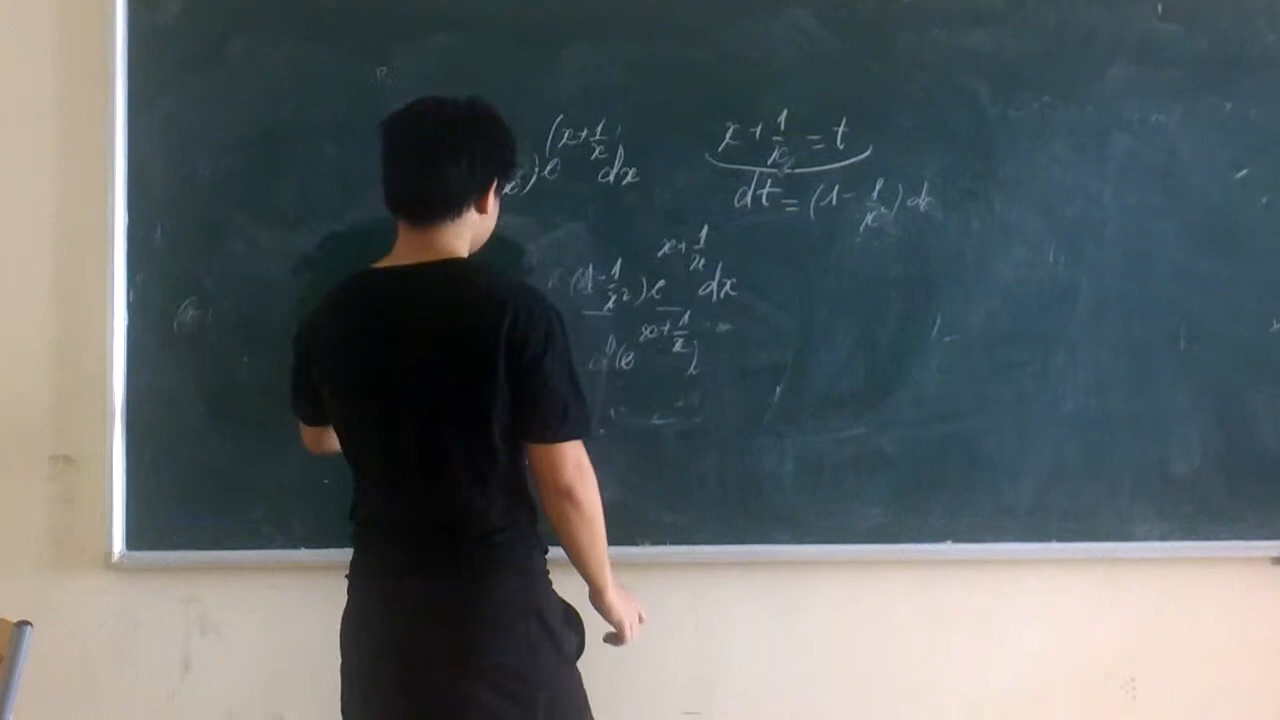 x) e^(x+1/x) dx
x + 1/x = t
dt = (1 - 1/x²) dx
(1 - 1/x²) e^x+1/x dx
d(e^x+1/x)